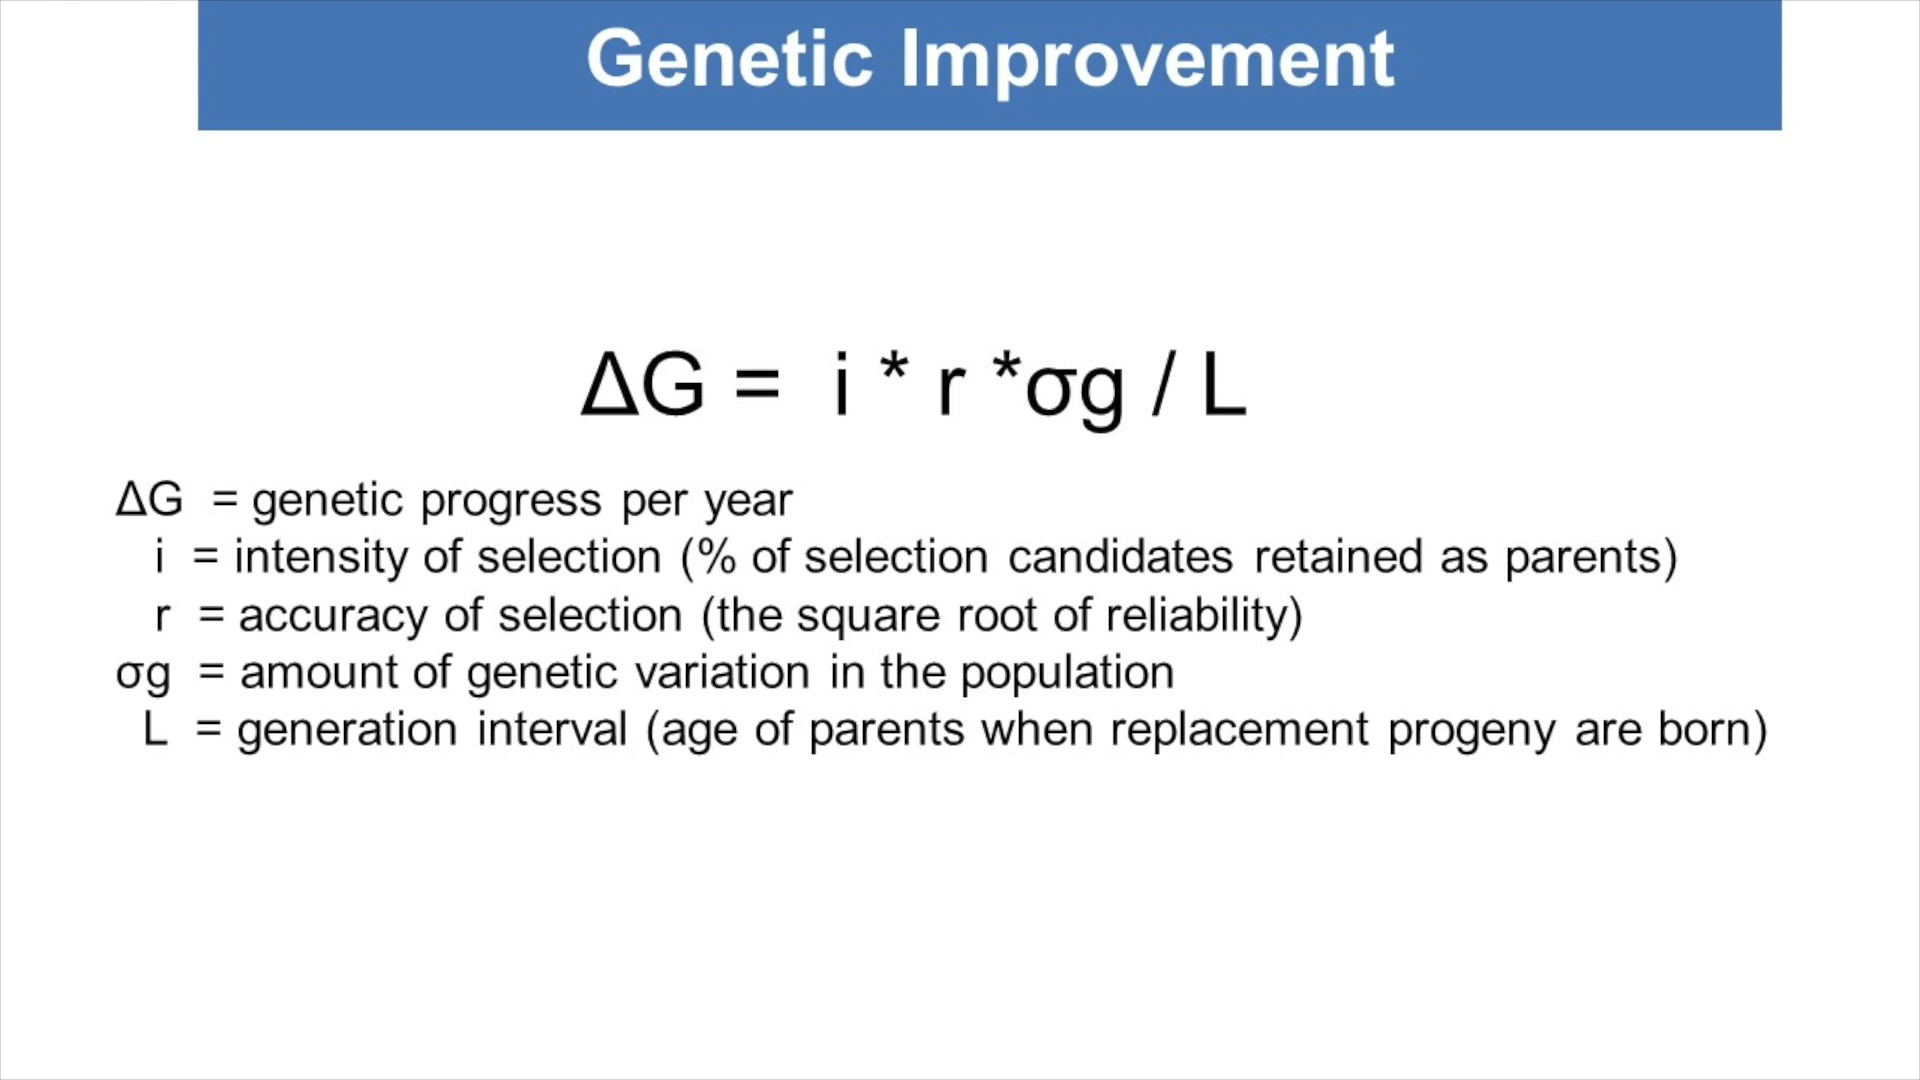 Genetic Improvement
ΔG = i * r *σg / L
ΔG = genetic progress per year
i = intensity of selection (% of selection candidates retained as parents)
r = accuracy of selection (the square root of reliability)
σg = amount of genetic variation in the population
L = generation interval (age of parents when replacement progeny are born)